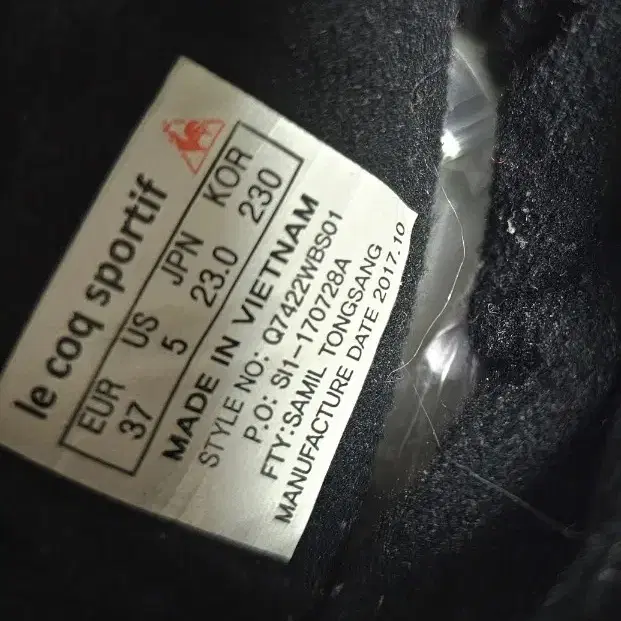 le coq sportif
EUR US JPN KOR
37 5 23.0 230
MADE IN VIETNAM
STYLE NO: Q7422WBS01
P.O: SI1-170728A
FTY:SAMIL TONGSANG
MANUFACTURE DATE 2017.10